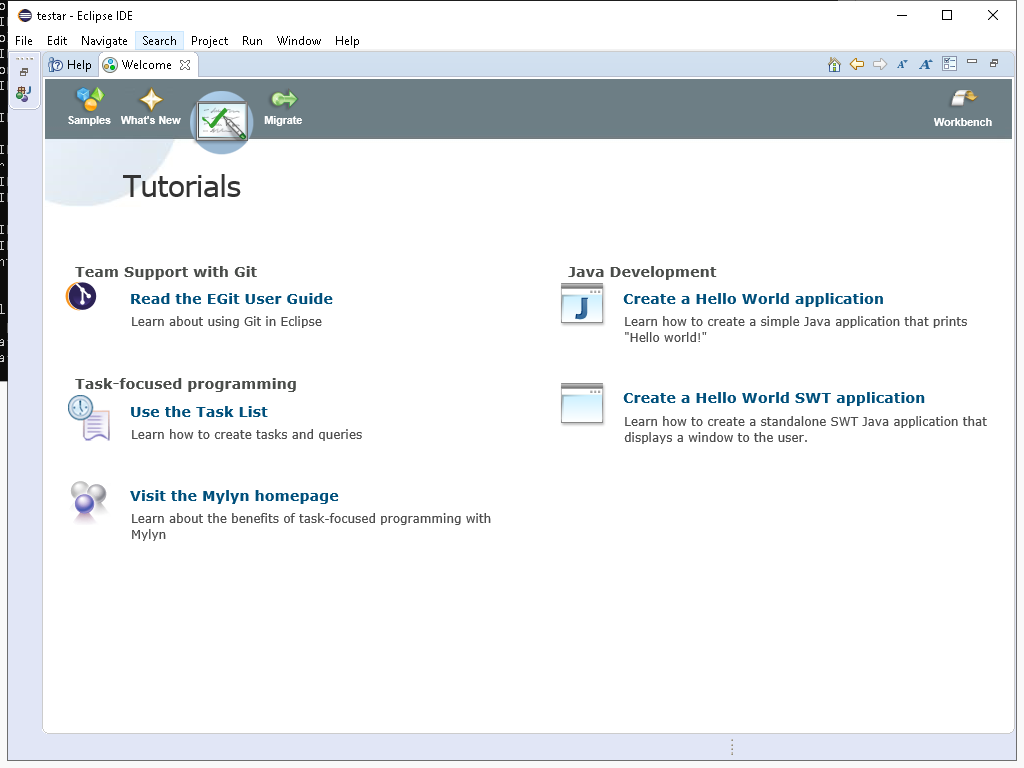 testar - Eclipse IDE
File Edit Navigate Search Project Run Window Help
Help Welcome
Samples What's New Migrate Workbench
Tutorials
Team Support with Git
Read the EGit User Guide
Learn about using Git in Eclipse
Task-focused programming
Use the Task List
Learn how to create tasks and queries
Visit the Mylyn homepage
Learn about the benefits of task-focused programming with
Mylyn
Java Development
Create a Hello World application
Learn how to create a simple Java application that prints
"Hello world!"
Create a Hello World SWT application
Learn how to create a standalone SWT Java application that
displays a window to the user.